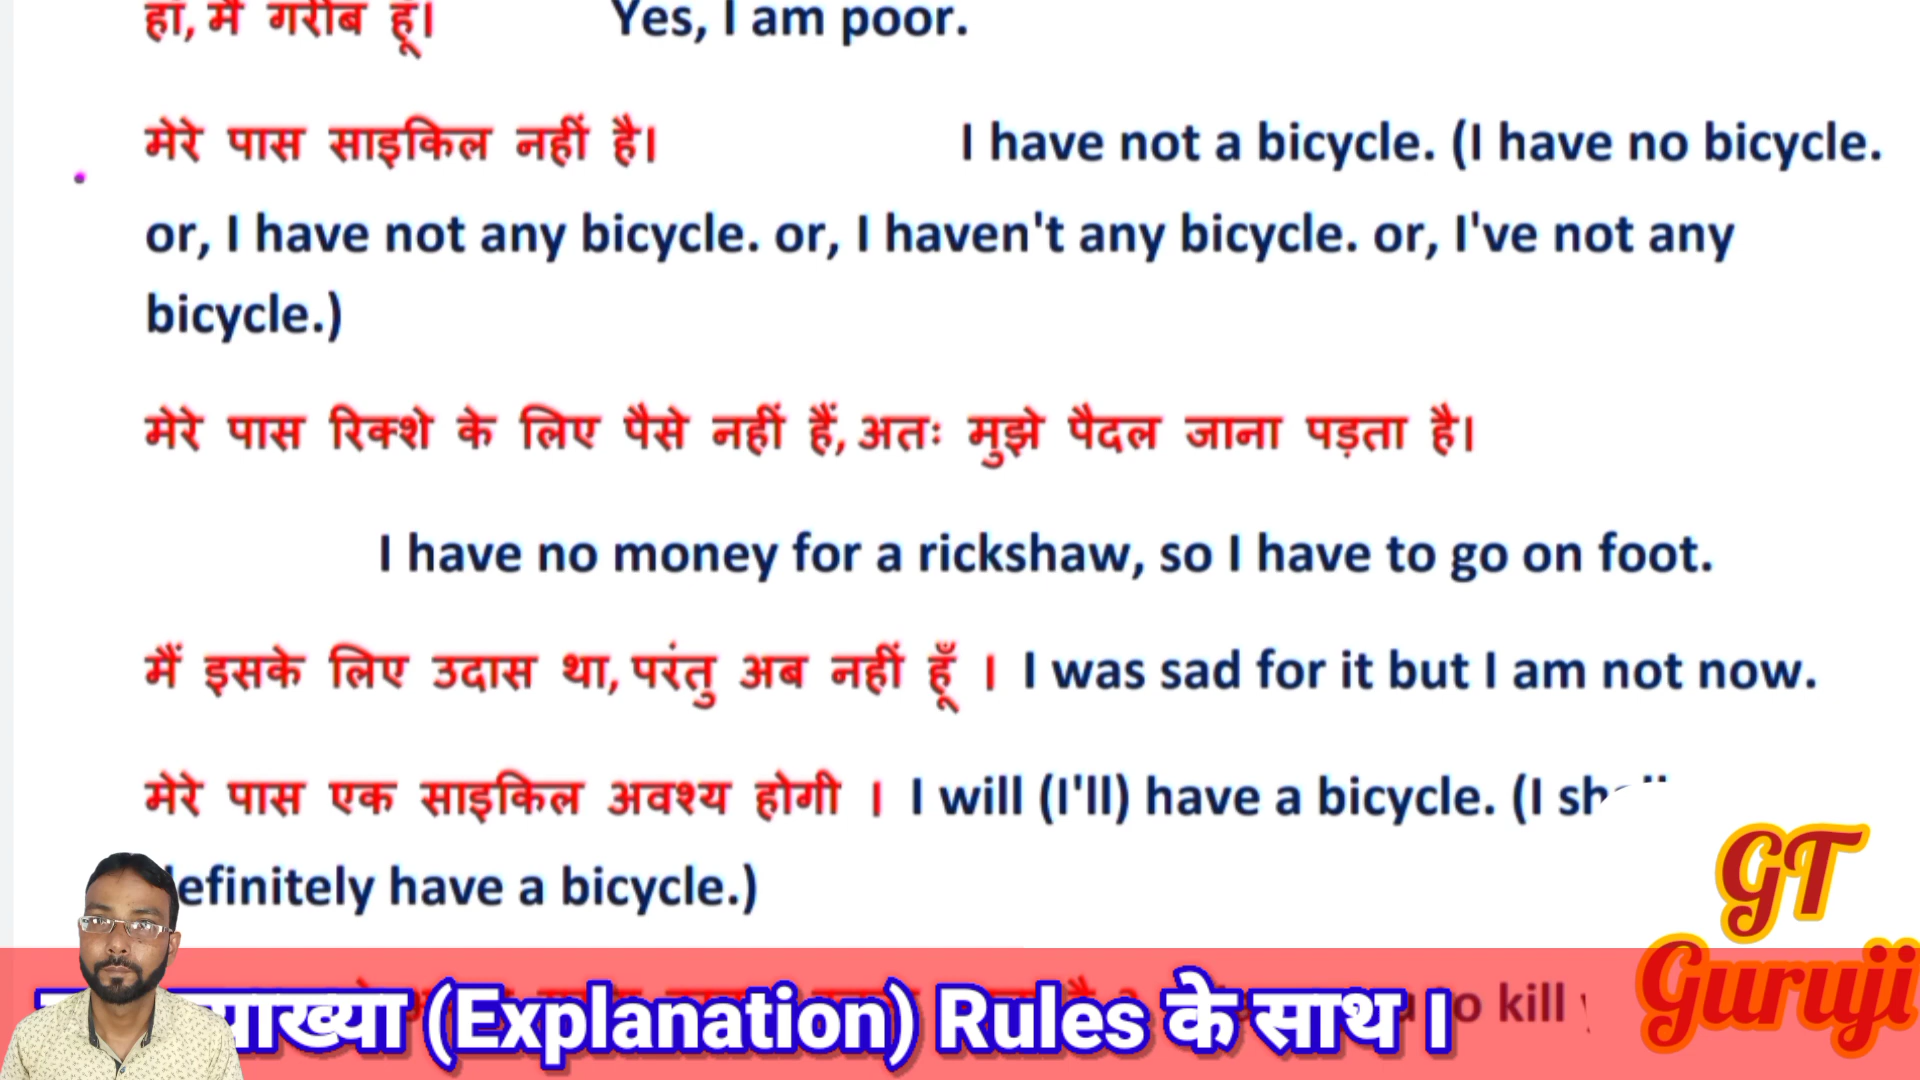 हाँ, मैं गरीब हूँ। Yes, I am poor.
मेरे पास साइकिल नहीं है। I have not a bicycle. (I have no bicycle.
or, I have not any bicycle. or, I haven't any bicycle. or, I've not any
bicycle.)
मेरे पास रिक्शे के लिए पैसे नहीं हैं, अतः मुझे पैदल जाना पड़ता है।
I have no money for a rickshaw, so I have to go on foot.
मैं इसके लिए उदास था, परंतु अब नहीं हूँ । I was sad for it but I am not now.
मेरे पास एक साइकिल अवश्य होगी । I will (I'll) have a bicycle. (I
definitely have a bicycle.)
kill
(Explanation) Rules के साथ ।
GT
Guruji